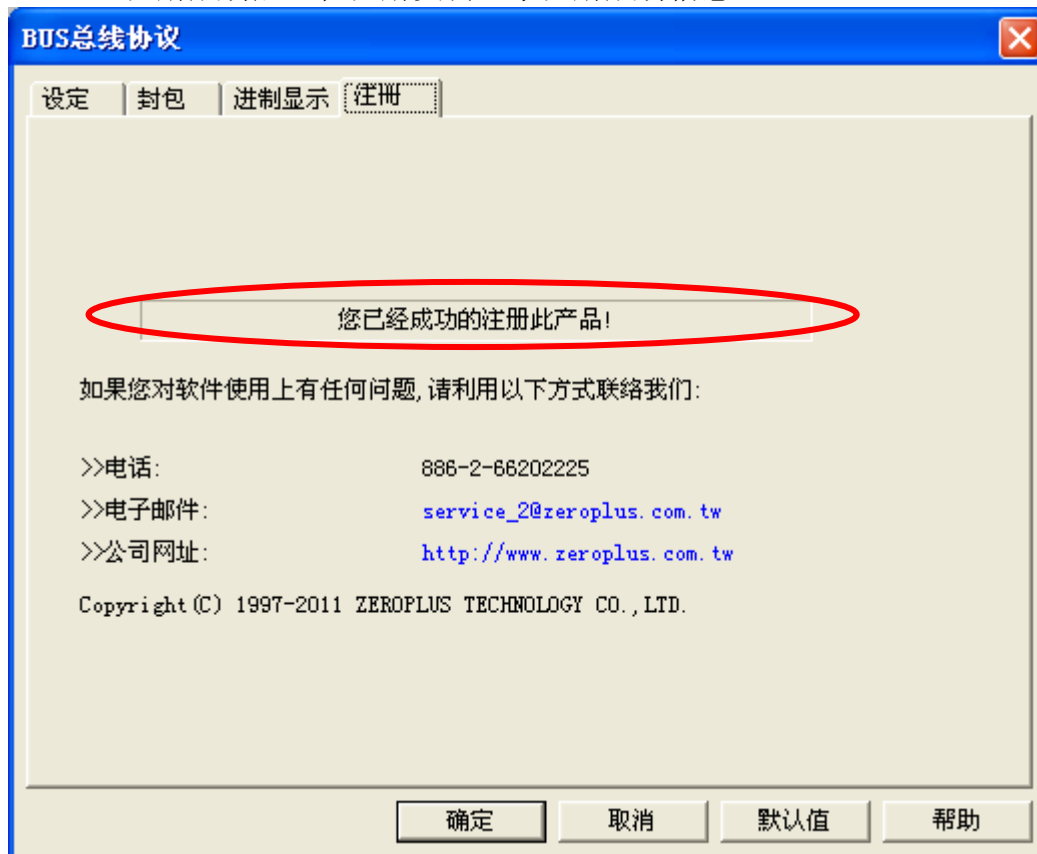 BUS总线协议
设定 封包 进制显示 注册
您已经成功的注册此产品!
如果您对软件使用上有任何问题,请利用以下方式联络我们:
>>电话: 886-2-66202225
>>电子邮件: service_2@zeroplus.com.tw
>>公司网址: http://www.zeroplus.com.tw
Copyright(C) 1997-2011 ZEROPLUS TECHNOLOGY CO.,LTD.
确定 取消 默认值 帮助